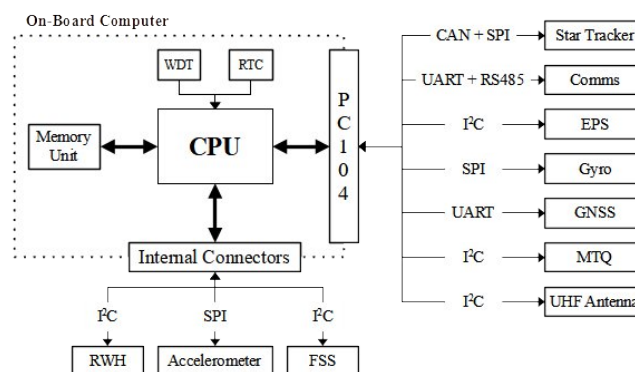 On-Board Computer
WDT
RTC
Memory
Unit
CPU
P
C
1
0
4
Internal Connectors
I²C
SPI
I²C
RWH
Accelerometer
FSS
CAN + SPI
Star Tracker
UART + RS485
Comms
I²C
EPS
SPI
Gyro
UART
GNSS
I²C
MTQ
I²C
UHF Antenna